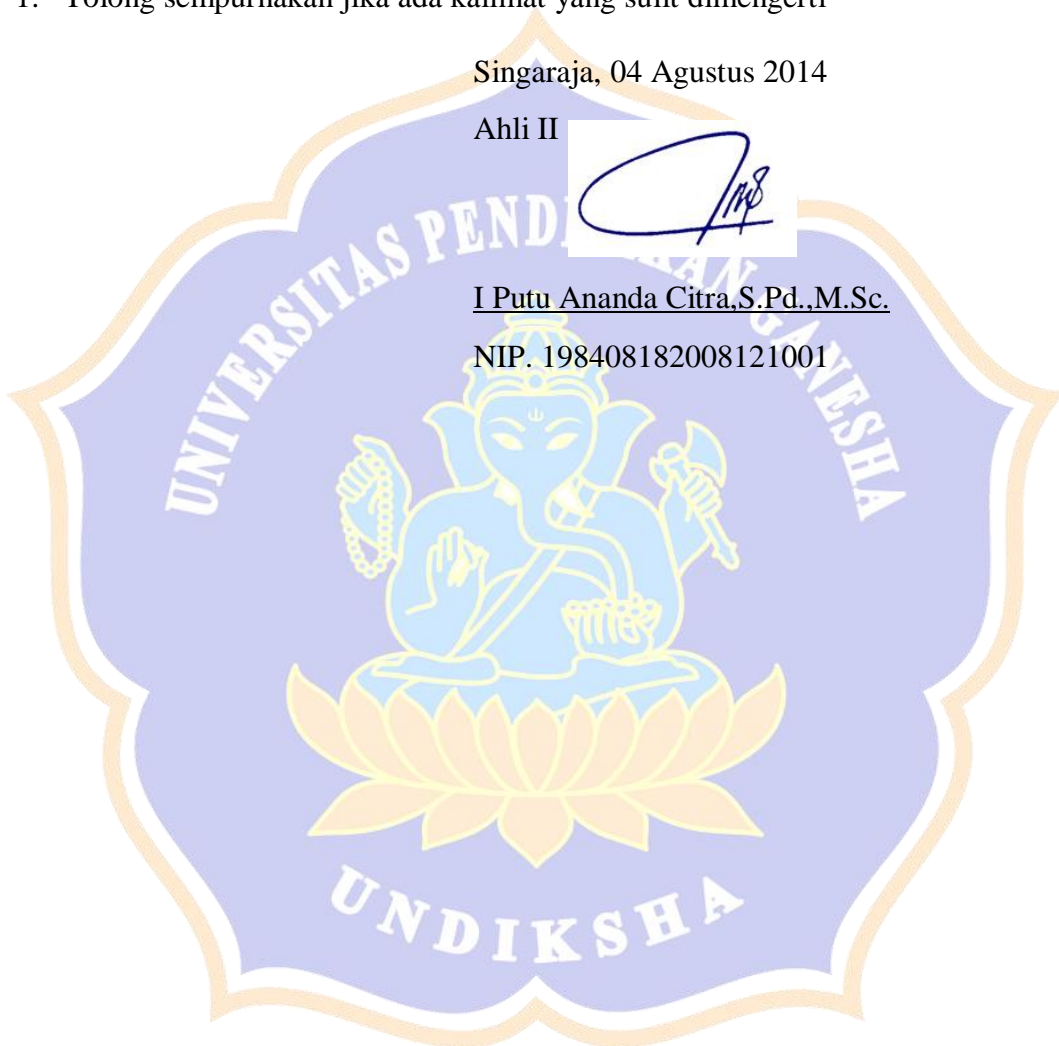 1. Tolong sempurnakan jika ada kalimat yang sulit dimengerti
Singaraja, 04 Agustus 2014
Ahli II
I Putu Ananda Citra,S.Pd.,M.Sc.
NIP. 198408182008121001
UNIVERSITAS PENDIDIKAN GANESHA
UNDIKSHA